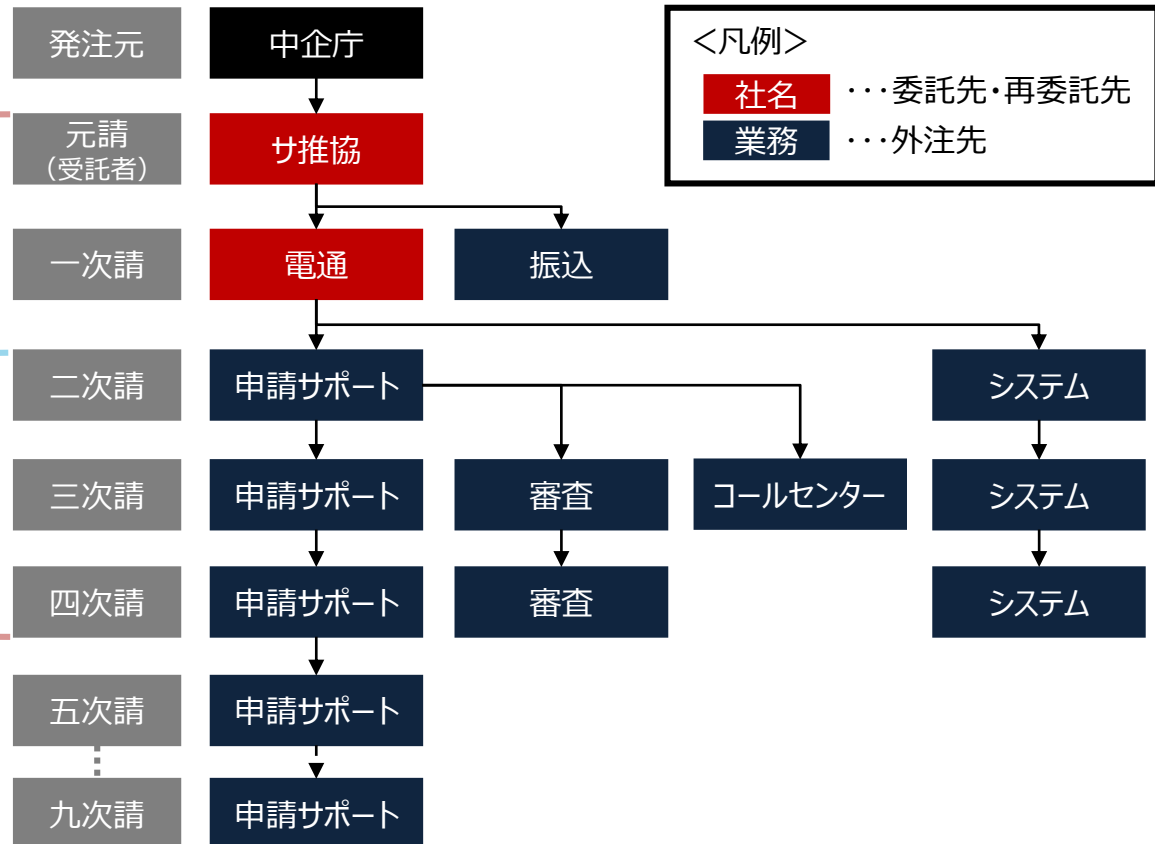 発注元
中企庁
<凡例>
社名
・・・委託先・再委託先
業務
・・・外注先
元請
(受託者)
サ推協
一次請
電通
振込
二次請
申請サポート
システム
三次請
申請サポート
審査
コールセンター
システム
四次請
申請サポート
審査
システム
五次請
申請サポート
九次請
申請サポート